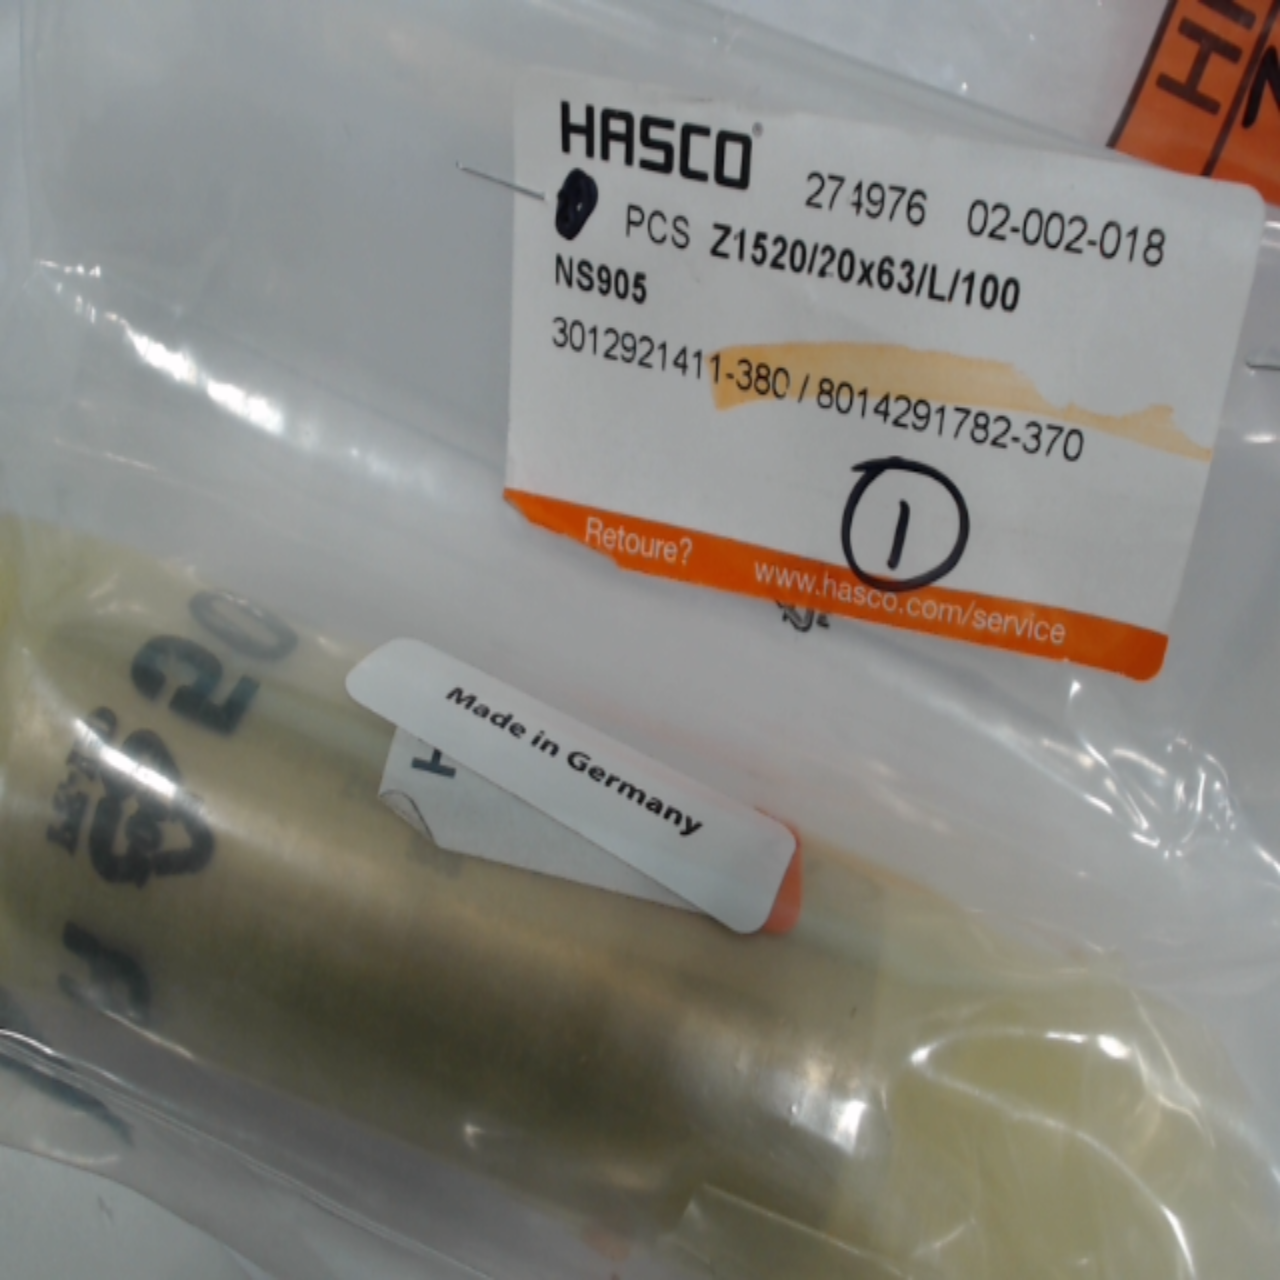 HASCO®
274976 02-002-018
PCS Z1520/20x63/L/100
NS905
3012921411-380 / 8014291782-370
1
Retoure? www.hasco.com/service
Made in Germany
50